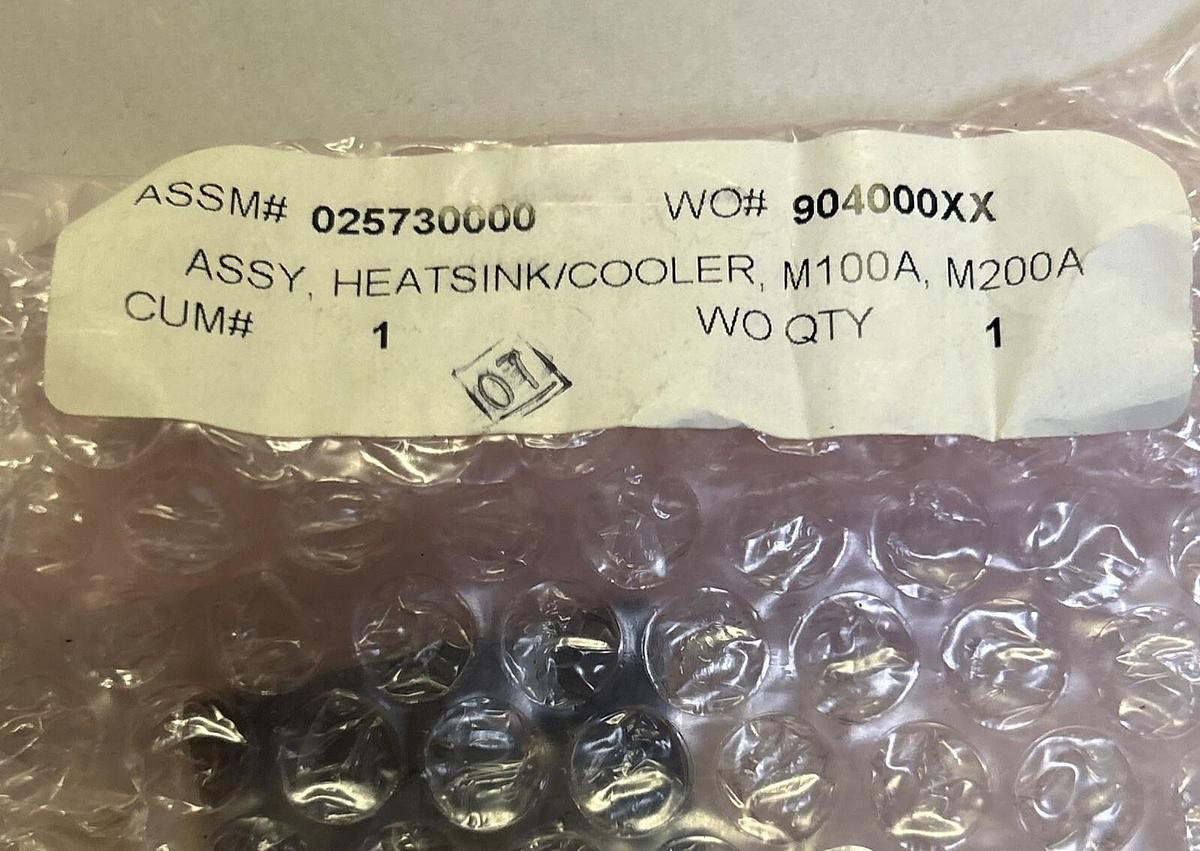 ASSM# 025730000 WO# 904000XX
ASSY, HEATSINK/COOLER, M100A, M200A
CUM# 1 WO QTY 1
07